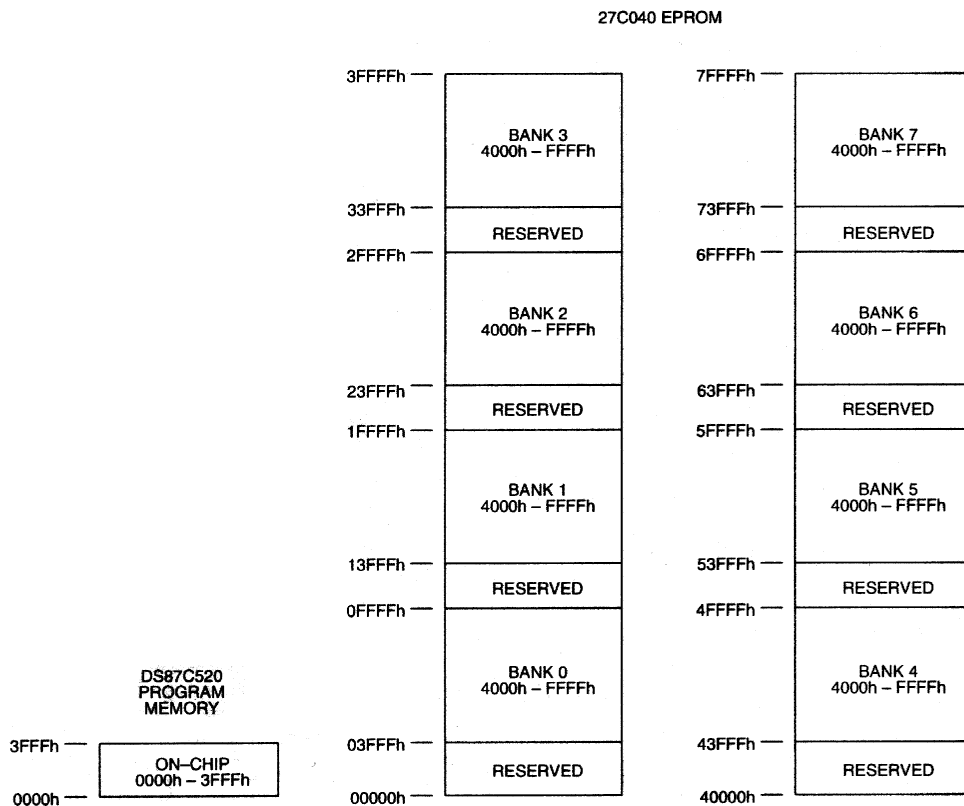 27C040 EPROM
3FFFFh
BANK 3
4000h – FFFFh
33FFFh
RESERVED
2FFFFh
BANK 2
4000h – FFFFh
23FFFh
RESERVED
1FFFFh
BANK 1
4000h – FFFFh
13FFFh
RESERVED
0FFFFh
BANK 0
4000h – FFFFh
03FFFh
RESERVED
00000h
7FFFFh
BANK 7
4000h – FFFFh
73FFFh
RESERVED
6FFFFh
BANK 6
4000h – FFFFh
63FFFh
RESERVED
5FFFFh
BANK 5
4000h – FFFFh
53FFFh
RESERVED
4FFFFh
BANK 4
4000h – FFFFh
43FFFh
RESERVED
40000h
DS87C520
PROGRAM
MEMORY
3FFFh
ON–CHIP
0000h – 3FFFh
0000h